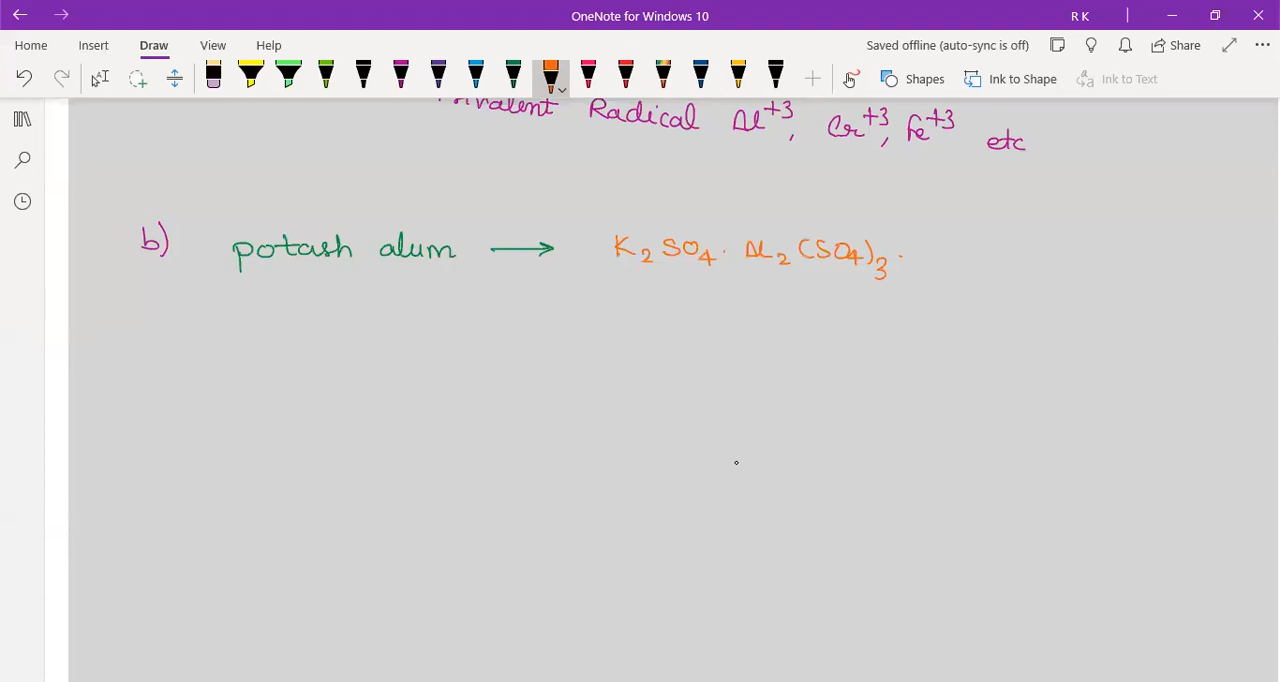 OneNote for Windows 10
R K
Home Insert Draw View Help
Saved offline (auto-sync is off) Share
Shapes Ink to Shape Ink to Text
Radical Al⁺³, Cr⁺³, Fe⁺³ etc
b) potash alum ⟶ K₂SO₄ · Al₂(SO₄)₃ ·